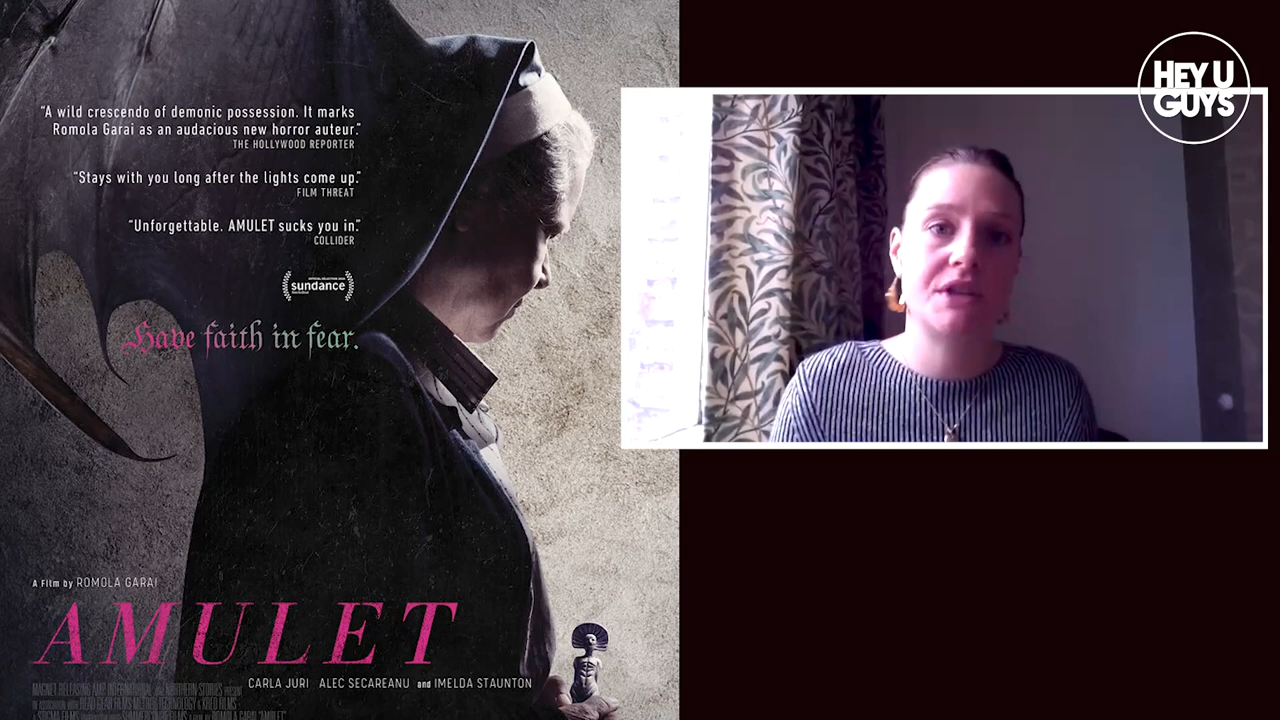 "A wild crescendo of demonic possession. It marks
Romola Garai as an audacious new horror auteur."
THE HOLLYWOOD REPORTER
"Stays with you long after the lights come up."
FILM THREAT
"Unforgettable. AMULET sucks you in."
COLLIDER
sundance
Have faith in fear.
A Film by ROMOLA GARAI
AMULET
CARLA JURI ALEC SECAREANU and IMELDA STAUNTON
HEY U
GUYS